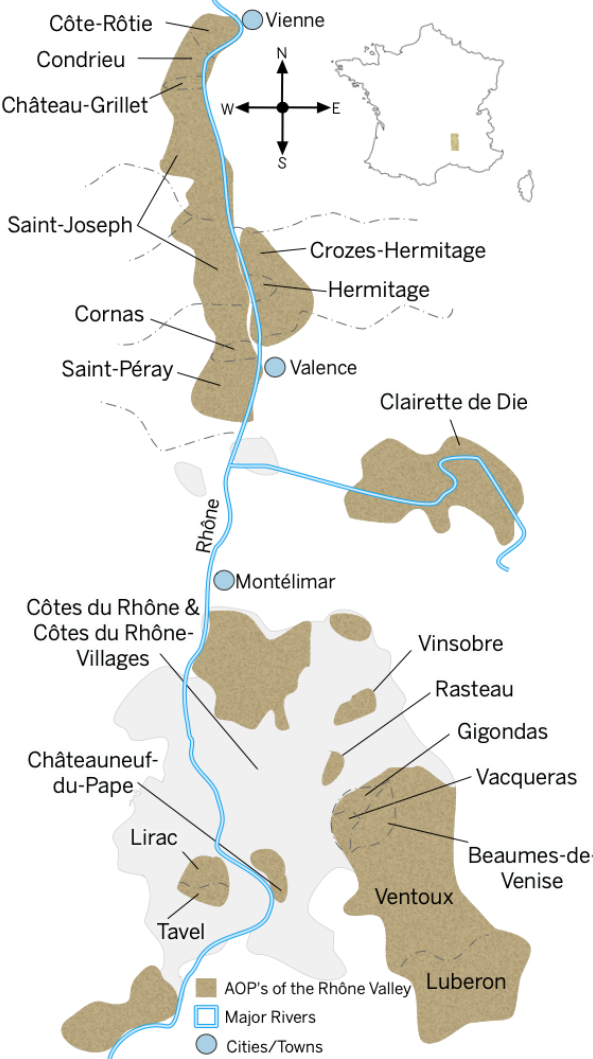 Côte-Rôtie
Vienne
Condrieu
N
Château-Grillet
W
E
S
Saint-Joseph
Crozes-Hermitage
Hermitage
Cornas
Saint-Péray
Valence
Clairette de Die
Rhône
Montélimar
Côtes du Rhône &
Côtes du Rhône-
Villages
Vinsobre
Rasteau
Gigondas
Châteauneuf-
du-Pape
Vacqueras
Lirac
Beaumes-de-
Venise
Ventoux
Tavel
Luberon
AOP's of the Rhône Valley
Major Rivers
Cities/Towns